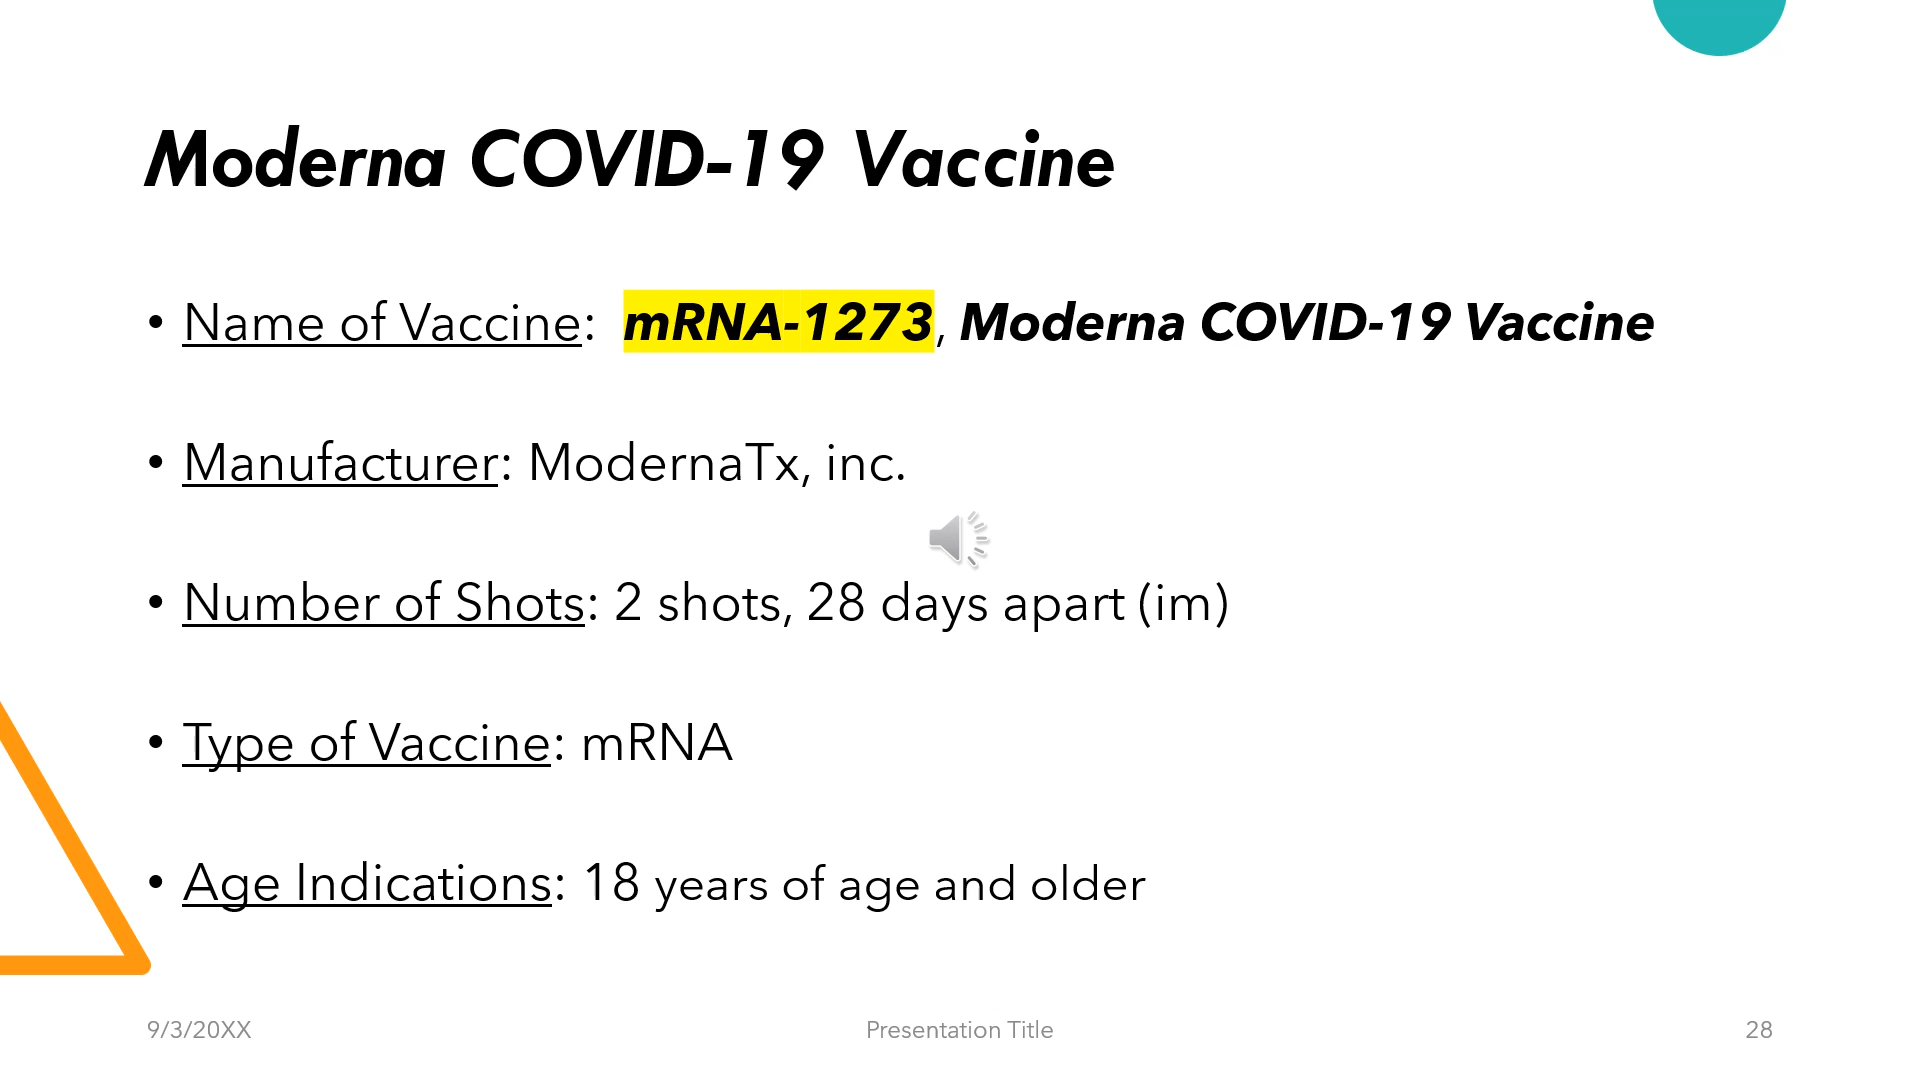 Moderna COVID-19 Vaccine
• Name of Vaccine: mRNA-1273, Moderna COVID-19 Vaccine
• Manufacturer: ModernaTx, inc.
• Number of Shots: 2 shots, 28 days apart (im)
• Type of Vaccine: mRNA
• Age Indications: 18 years of age and older
9/3/20XX
Presentation Title
28